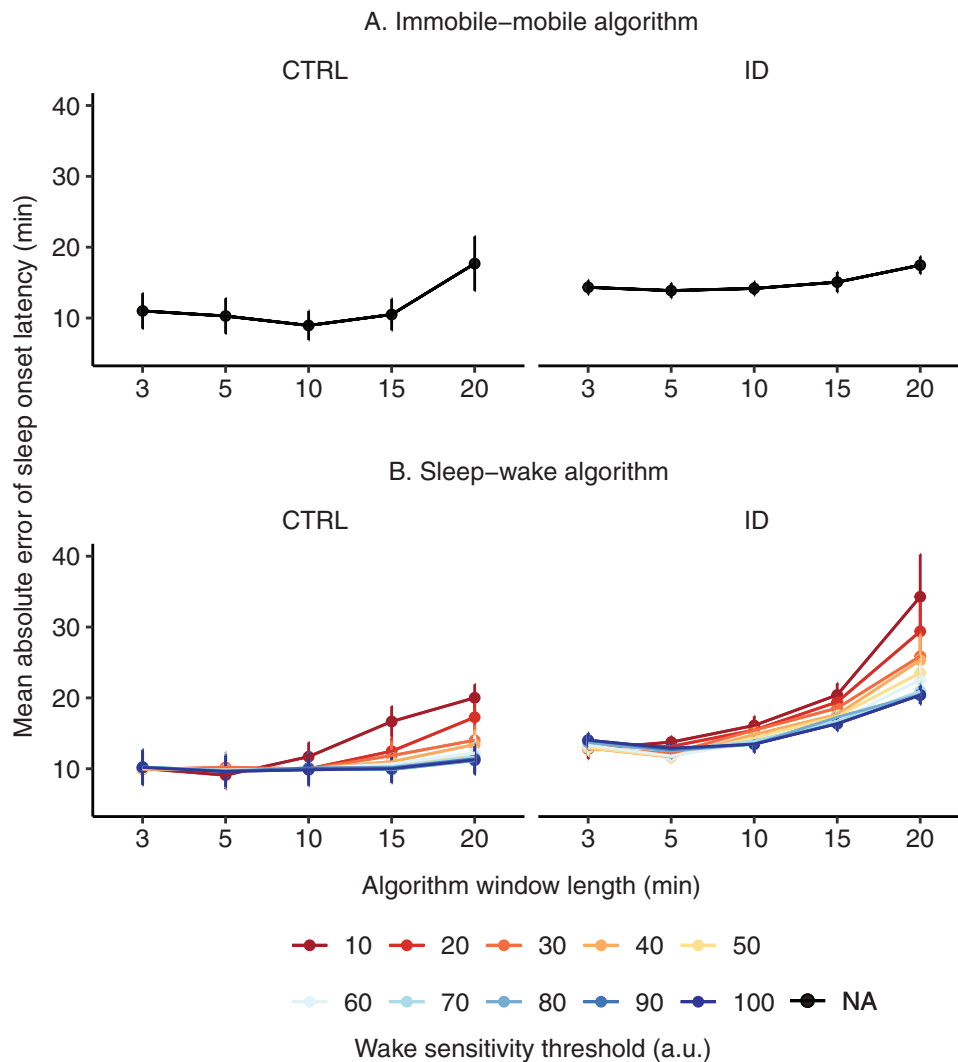 A. Immobile−mobile algorithm
CTRL ID
40
30
20
10
3 5 10 15 20 3 5 10 15 20
Mean absolute error of sleep onset latency (min)
B. Sleep−wake algorithm
CTRL ID
40
30
20
10
3 5 10 15 20 3 5 10 15 20
Algorithm window length (min)
10 20 30 40 50
60 70 80 90 100 NA
Wake sensitivity threshold (a.u.)